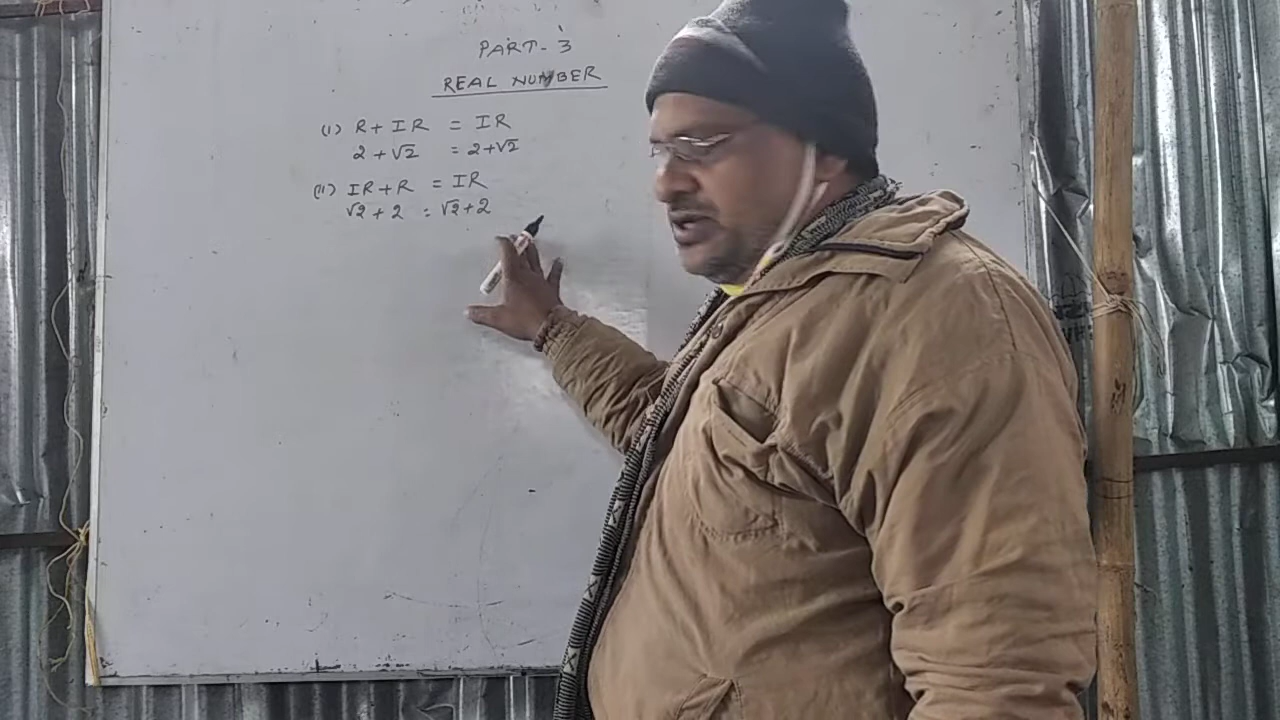 PART-3
REAL NUMBER
(i) R + IR = IR
2 + √2 = 2+√2
(ii) IR + R = IR
√2 + 2 = √2 + 2